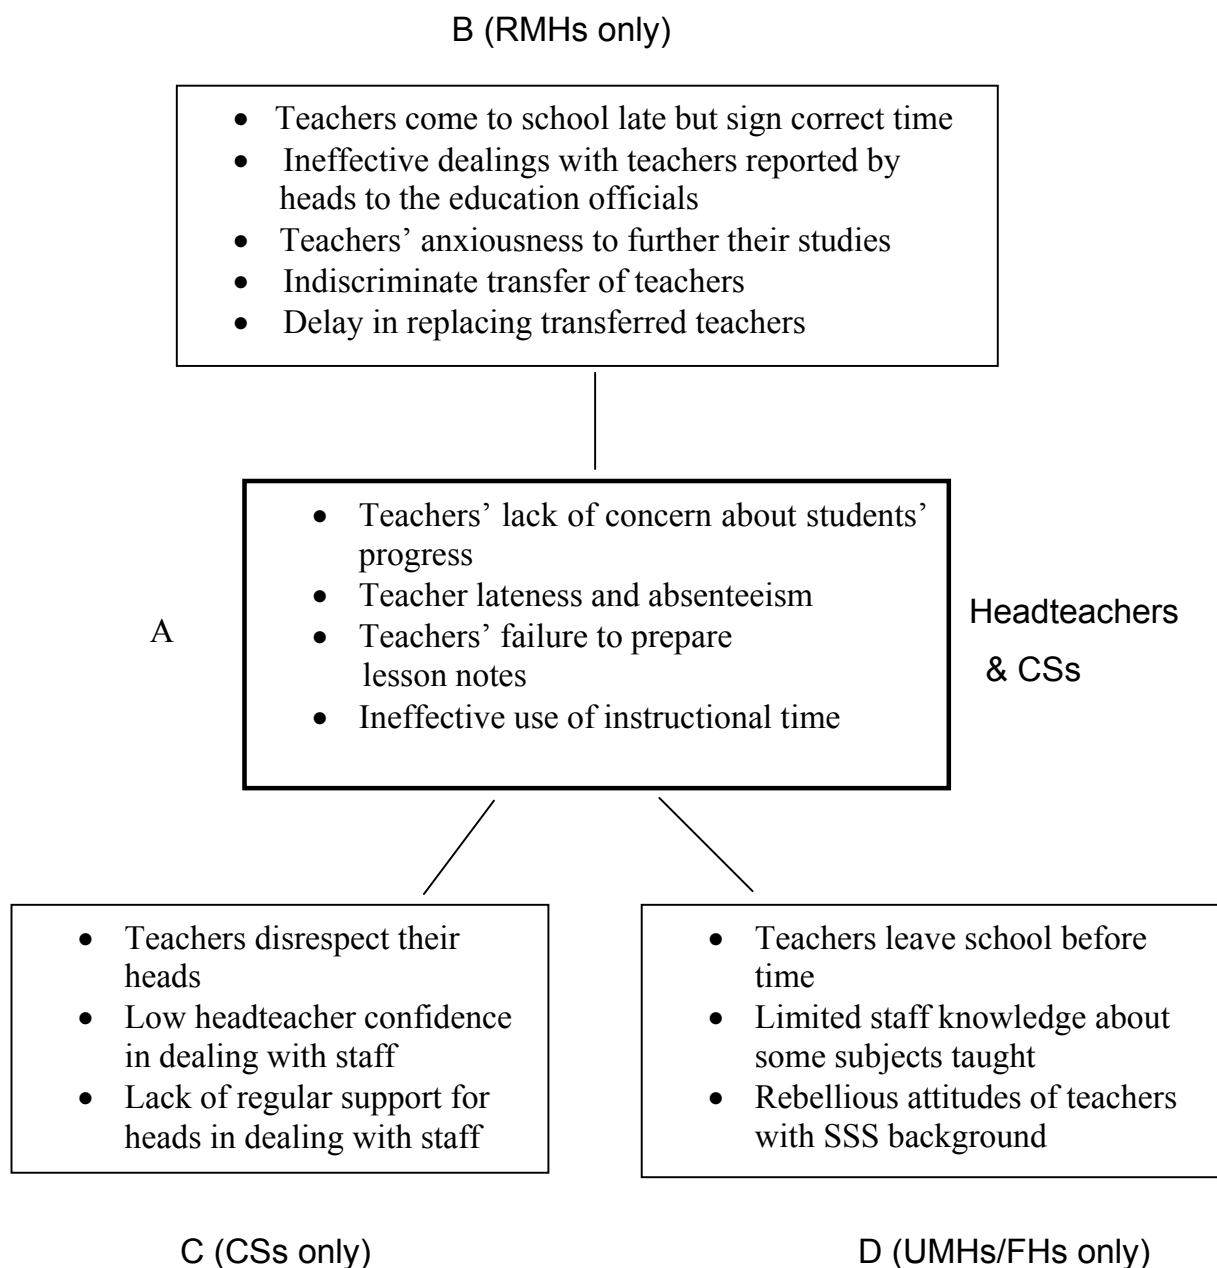 B (RMHs only)
• Teachers come to school late but sign correct time
• Ineffective dealings with teachers reported by
heads to the education officials
• Teachers’ anxiousness to further their studies
• Indiscriminate transfer of teachers
• Delay in replacing transferred teachers
A
• Teachers’ lack of concern about students’
progress
• Teacher lateness and absenteeism
• Teachers’ failure to prepare
lesson notes
• Ineffective use of instructional time
Headteachers
& CSs
• Teachers disrespect their
heads
• Low headteacher confidence
in dealing with staff
• Lack of regular support for
heads in dealing with staff
• Teachers leave school before
time
• Limited staff knowledge about
some subjects taught
• Rebellious attitudes of teachers
with SSS background
C (CSs only)
D (UMHs/FHs only)